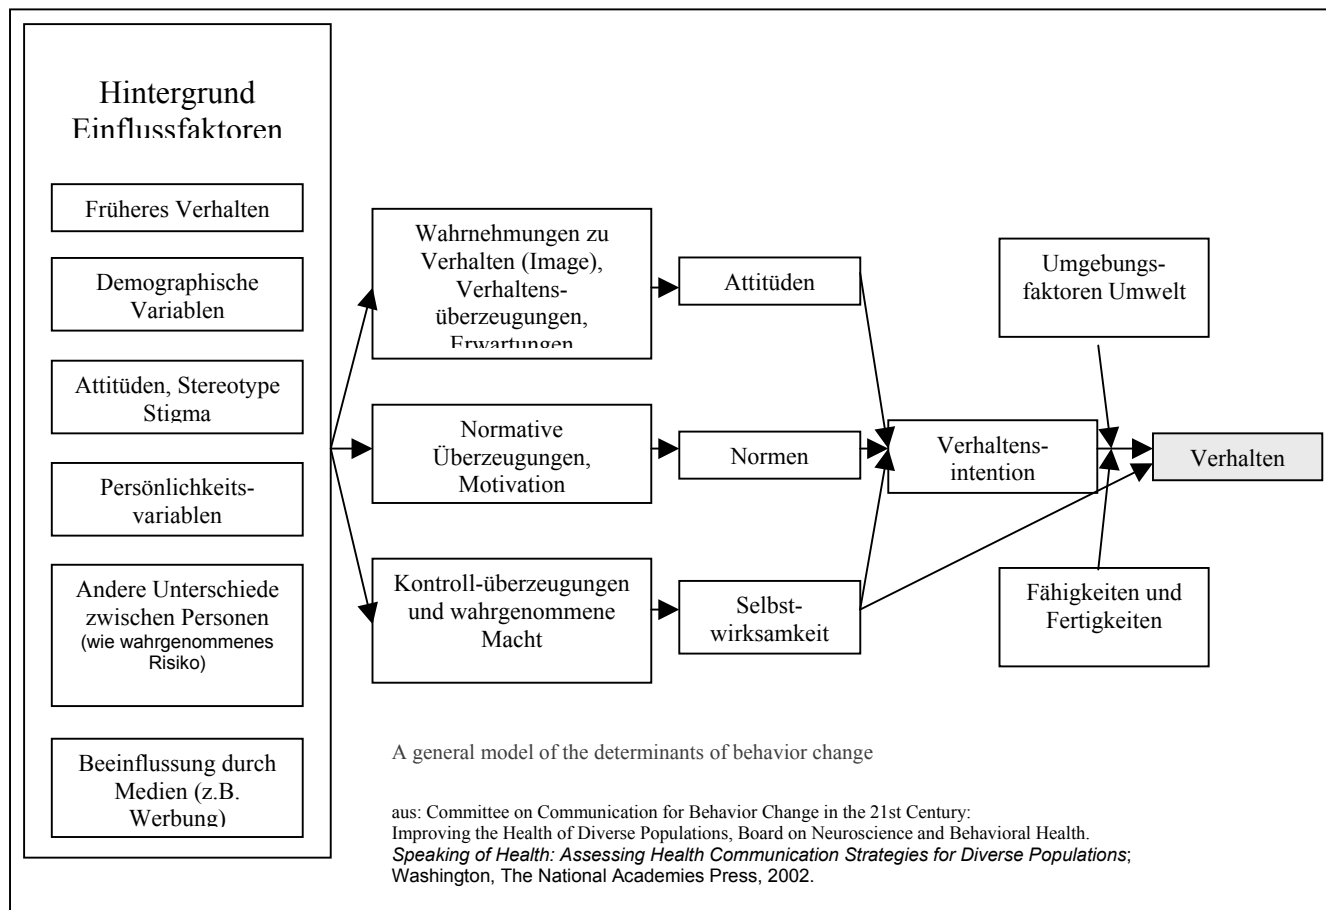 Hintergrund
Einflussfaktoren
Früheres Verhalten
Demographische
Variablen
Attitüden, Stereotype
Stigma
Persönlichkeits-
variablen
Andere Unterschiede
zwischen Personen
(wie wahrgenommenes
Risiko)
Beeinflussung durch
Medien (z.B.
Werbung)
Wahrnehmungen zu
Verhalten (Image),
Verhaltens-
überzeugungen,
Erwartungen
Normative
Überzeugungen,
Motivation
Kontroll-überzeugungen
und wahrgenommene
Macht
Attitüden
Normen
Selbst-
wirksamkeit
Verhaltens-
intention
Umgebungs-
faktoren Umwelt
Fähigkeiten und
Fertigkeiten
Verhalten
A general model of the determinants of behavior change
aus: Committee on Communication for Behavior Change in the 21st Century:
Improving the Health of Diverse Populations, Board on Neuroscience and Behavioral Health.
Speaking of Health: Assessing Health Communication Strategies for Diverse Populations;
Washington, The National Academies Press, 2002.